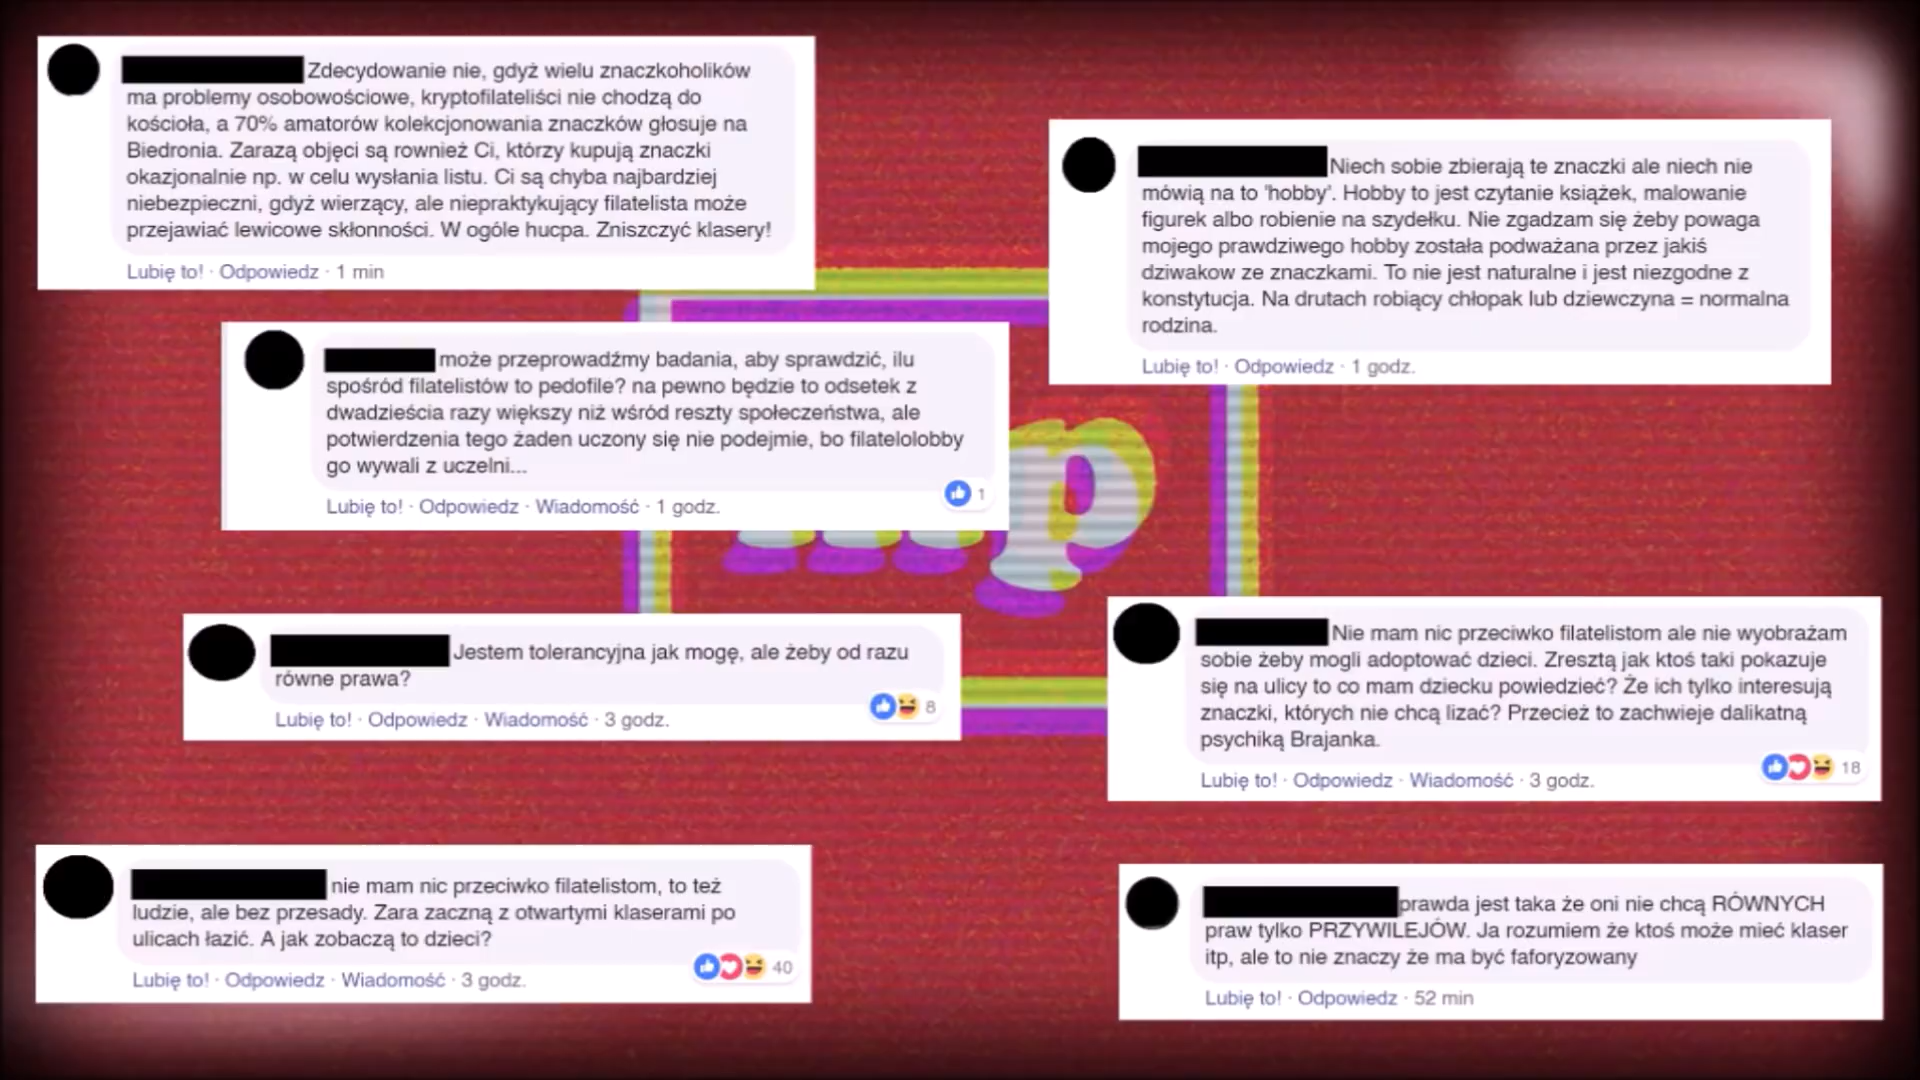 Zdecydowanie nie, gdyż wielu znaczkoholików
ma problemy osobowościowe, kryptofilateliści nie chodzą do
kościoła, a 70% amatorów kolekcjonowania znaczków głosuje na
Biedronia. Zarazą objęci są rownież Ci, którzy kupują znaczki
okazjonalnie np. w celu wysłania listu. Ci są chyba najbardziej
niebezpieczni, gdyż wierzący, ale niepraktykujący filatelista może
przejawiać lewicowe skłonności. W ogóle hucpa. Zniszczyć klasery!
Lubię to! · Odpowiedz · 1 min
Niech sobie zbierają te znaczki ale niech nie
mówią na to 'hobby'. Hobby to jest czytanie książek, malowanie
figurek albo robienie na szydełku. Nie zgadzam się żeby powaga
mojego prawdziwego hobby została podważana przez jakiś
dziwakow ze znaczkami. To nie jest naturalne i jest niezgodne z
konstytucja. Na drutach robiący chłopak lub dziewczyna = normalna
rodzina.
Lubię to! · Odpowiedz · 1 godz.
może przeprowadźmy badania, aby sprawdzić, ilu
spośród filatelistów to pedofile? na pewno będzie to odsetek z
dwadzieścia razy większy niż wśród reszty społeczeństwa, ale
potwierdzenia tego żaden uczony się nie podejmie, bo filatelolobby
go wywali z uczelni...
1
Lubię to! · Odpowiedz · Wiadomość · 1 godz.
Jestem tolerancyjna jak mogę, ale żeby od razu
równe prawa?
8
Lubię to! · Odpowiedz · Wiadomość · 3 godz.
Nie mam nic przeciwko filatelistom ale nie wyobrażam
sobie żeby mogli adoptować dzieci. Zresztą jak ktoś taki pokazuje
się na ulicy to co mam dziecku powiedzieć? Że ich tylko interesują
znaczki, których nie chcą lizać? Przecież to zachwieje dalikatną
psychiką Brajanka.
18
Lubię to! · Odpowiedz · Wiadomość · 3 godz.
nie mam nic przeciwko filatelistom, to też
ludzie, ale bez przesady. Zara zaczną z otwartymi klaserami po
ulicach łazić. A jak zobaczą to dzieci?
40
Lubię to! · Odpowiedz · Wiadomość · 3 godz.
prawda jest taka że oni nie chcą RÓWNYCH
praw tylko PRZYWILEJÓW. Ja rozumiem że ktoś może mieć klaser
itp, ale to nie znaczy że ma być faforyzowany
Lubię to! · Odpowiedz · 52 min